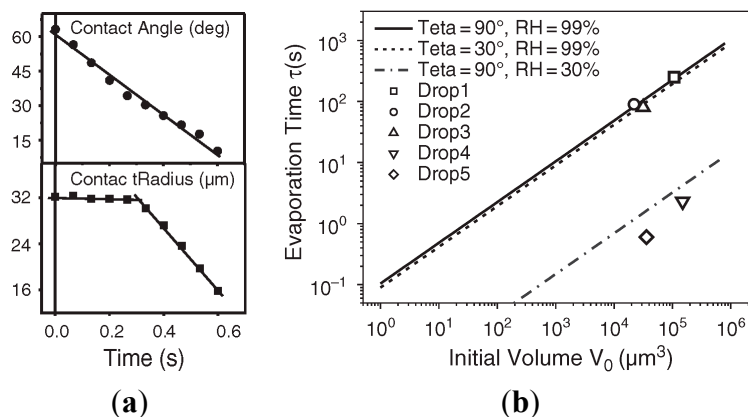 Contact Angle (deg)
60
45
30
15
Contac tRadius (μm)
32
24
16
0.0 0.2 0.4 0.6
Time (s)
(a)
Evaporation Time τ(s)
10³
10²
10¹
10⁰
10⁻¹
Teta = 90°, RH = 99%
Teta = 30°, RH = 99%
Teta = 90°, RH = 30%
Drop1
Drop2
Drop3
Drop4
Drop5
10⁰ 10¹ 10² 10³ 10⁴ 10⁵ 10⁶
Initial Volume V₀ (μm³)
(b)